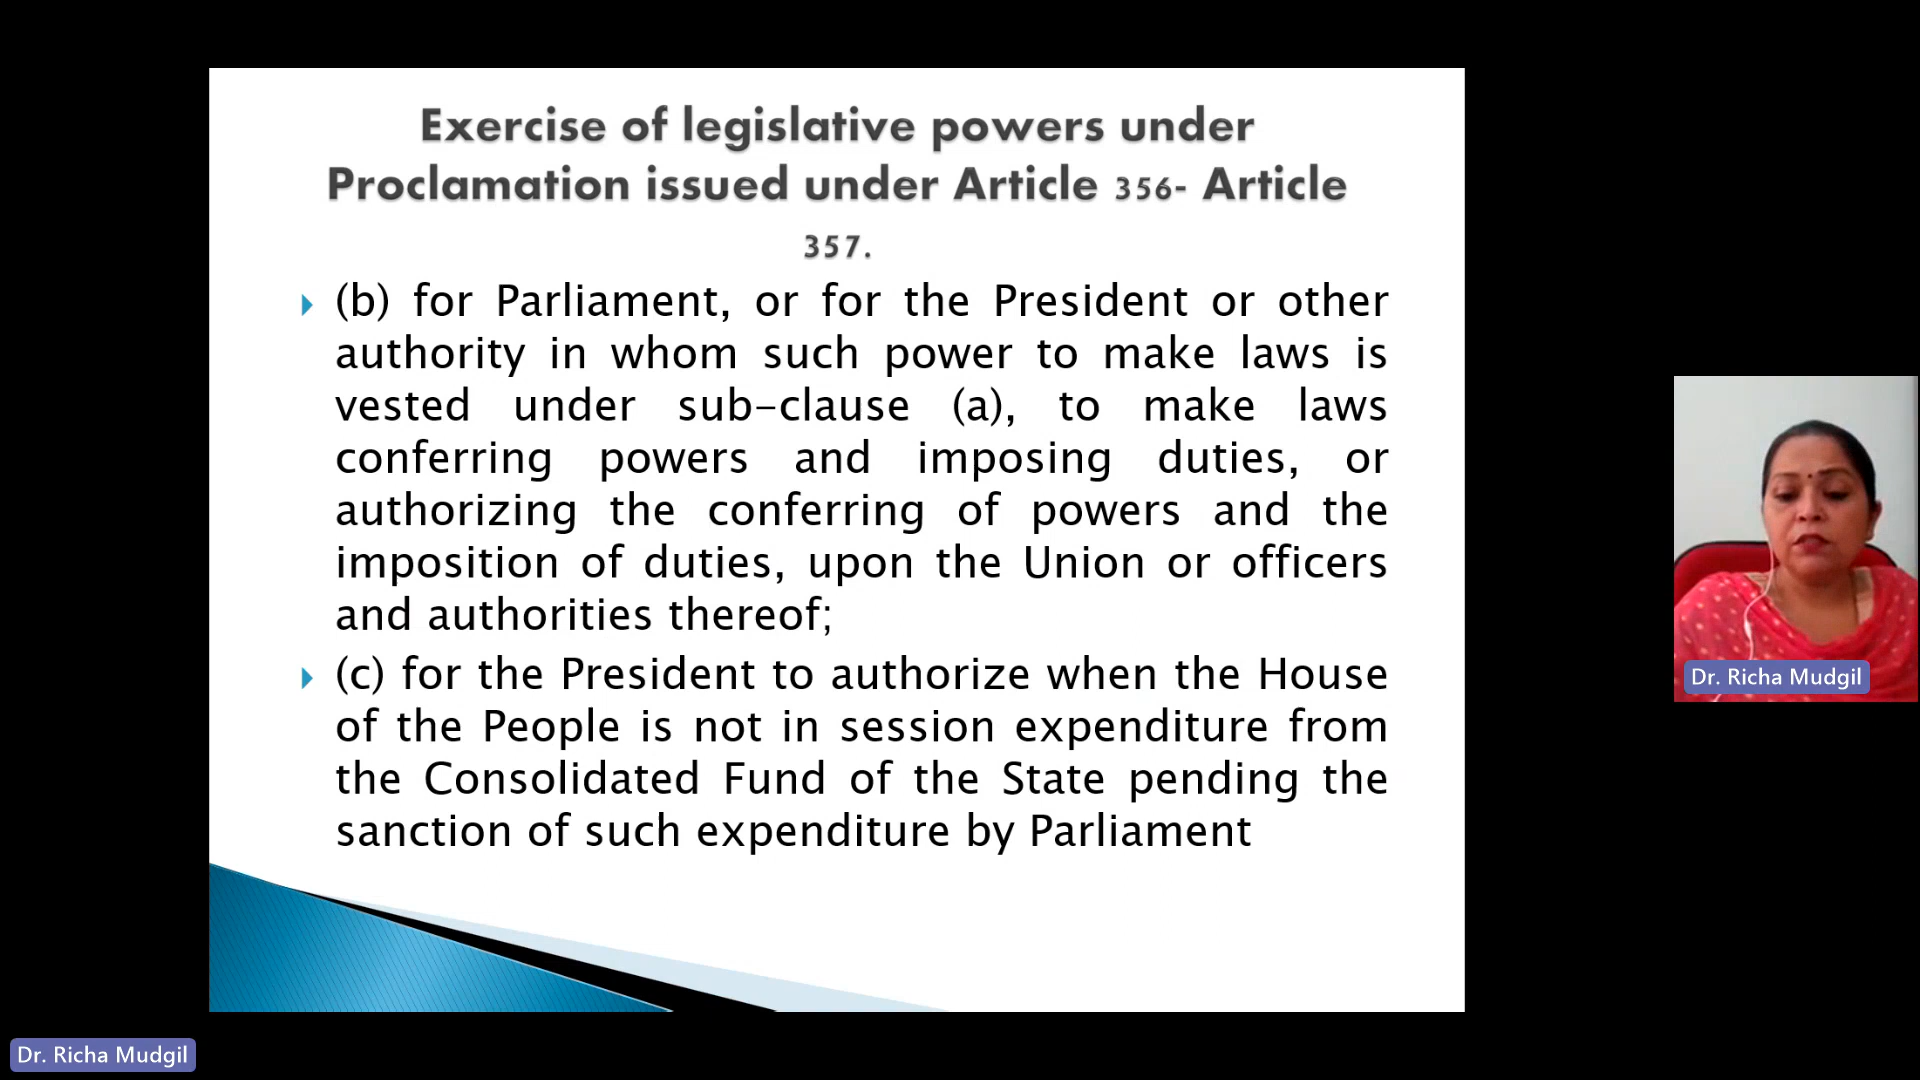 Exercise of legislative powers under
Proclamation issued under Article 356- Article
357.
(b) for Parliament, or for the President or other
authority in whom such power to make laws is
vested under sub-clause (a), to make laws
conferring powers and imposing duties, or
authorizing the conferring of powers and the
imposition of duties, upon the Union or officers
and authorities thereof;
(c) for the President to authorize when the House
of the People is not in session expenditure from
the Consolidated Fund of the State pending the
sanction of such expenditure by Parliament
Dr. Richa Mudgil
Dr. Richa Mudgil